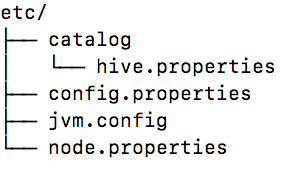 etc/
├── catalog
│   └── hive.properties
├── config.properties
├── jvm.config
└── node.properties